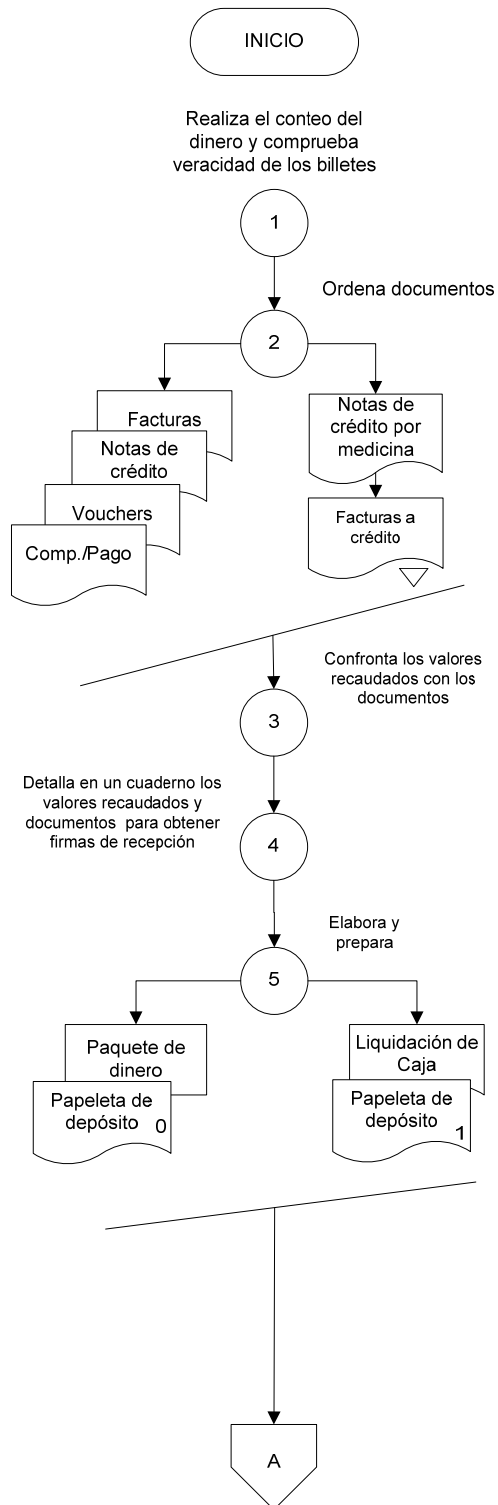 INICIO
Realiza el conteo del
dinero y comprueba
veracidad de los billetes
1
Ordena documentos
2
Facturas
Notas de
crédito
Vouchers
Comp./Pago
Notas de
crédito por
medicina
Facturas a
crédito
Confronta los valores
recaudados con los
documentos
3
Detalla en un cuaderno los
valores recaudados y
documentos para obtener
firmas de recepción
4
Elabora y
prepara
5
Paquete de
dinero
Papeleta de
depósito 0
Liquidación de
Caja
Papeleta de
depósito 1
A